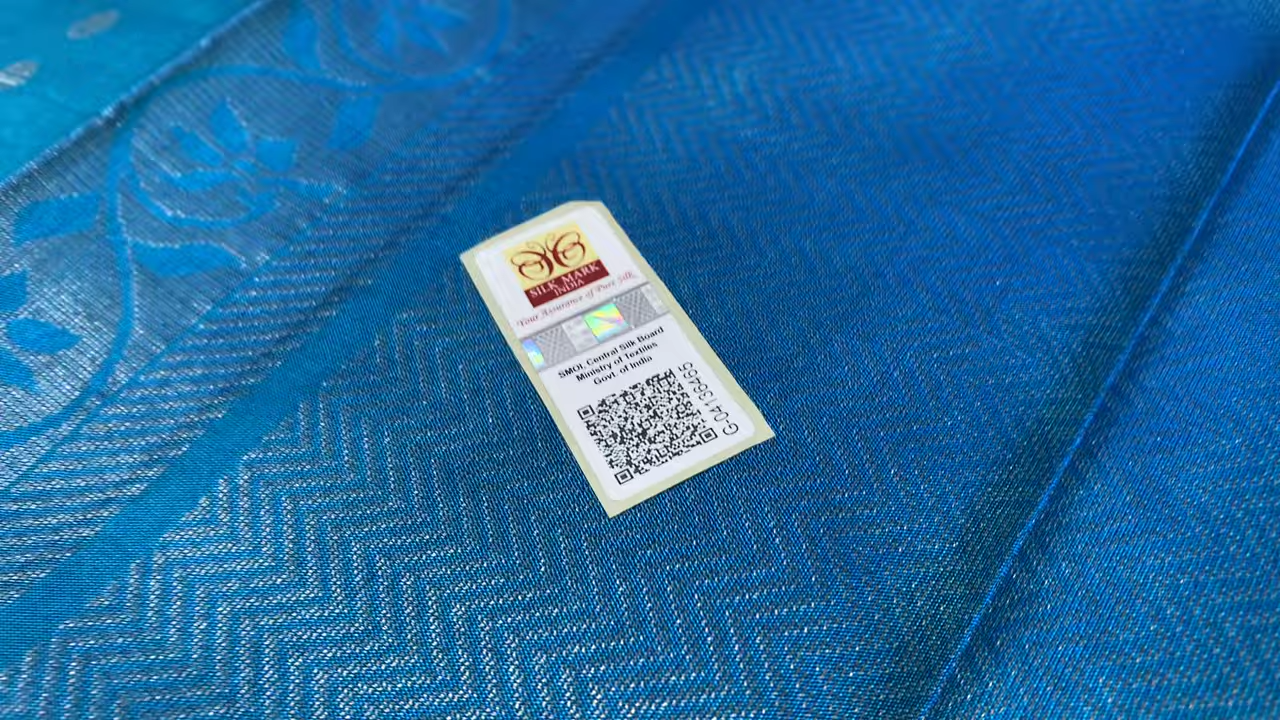 SILK MARK
INDIA
Your Assurance of Pure Silk
SMOI, Central Silk Board
Ministry of Textiles
Govt. of India
G-04136465